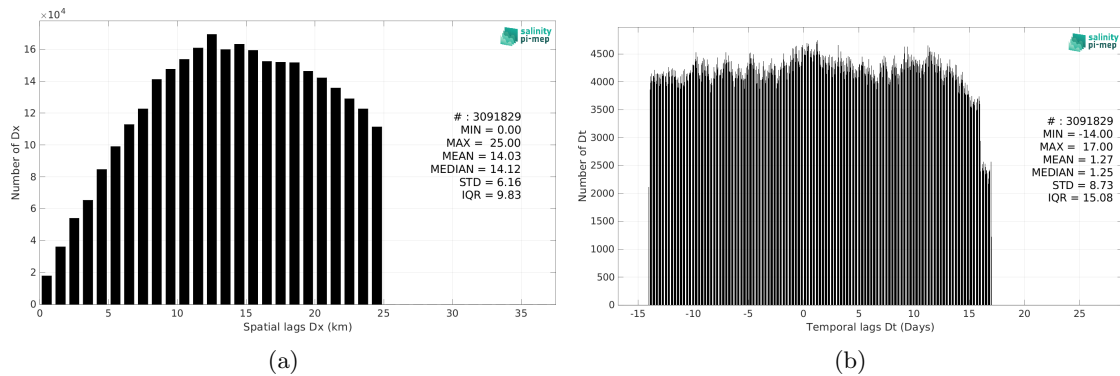 ×10⁴
16
14
12
10
8
6
4
2
0
Number of Dx
0 5 10 15 20 25 30 35
Spatial lags Dx (km)
salinity
pi-mep
# : 3091829
MIN = 0.00
MAX = 25.00
MEAN = 14.03
MEDIAN = 14.12
STD = 6.16
IQR = 9.83
(a)
4500
4000
3500
3000
2500
2000
1500
1000
500
0
Number of Dt
-15 -10 -5 0 5 10 15 20 25
Temporal lags Dt (Days)
salinity
pi-mep
# : 3091829
MIN = -14.00
MAX = 17.00
MEAN = 1.27
MEDIAN = 1.25
STD = 8.73
IQR = 15.08
(b)